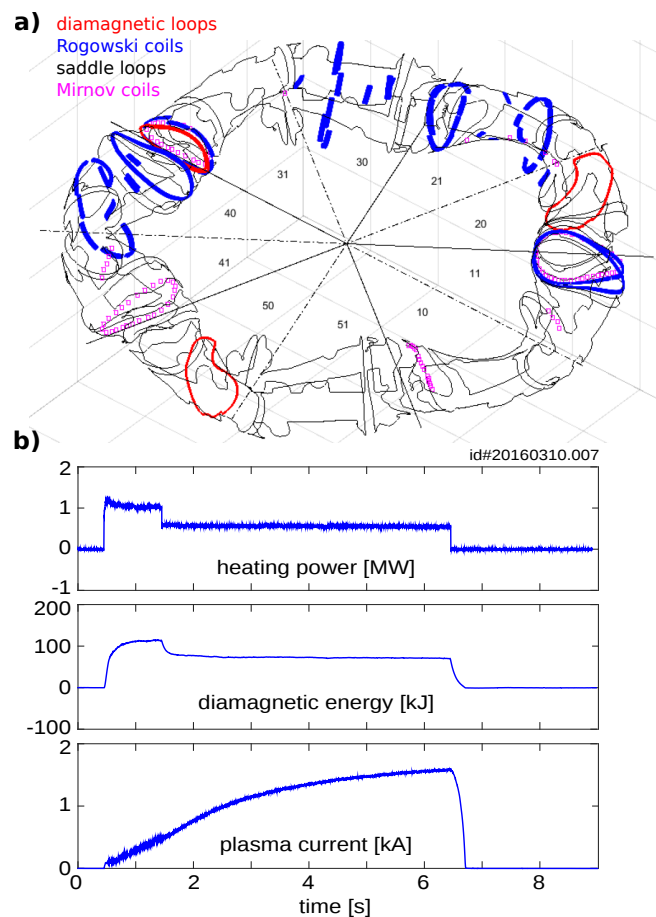 a)
diamagnetic loops
Rogowski coils
saddle loops
Mirnov coils
31
30
21
40
20
41
11
50
10
51
b)
id#20160310.007
2
1
0
-1
heating power [MW]
200
100
0
-100
diamagnetic energy [kJ]
2
1
0
plasma current [kA]
0 2 4 6 8
time [s]